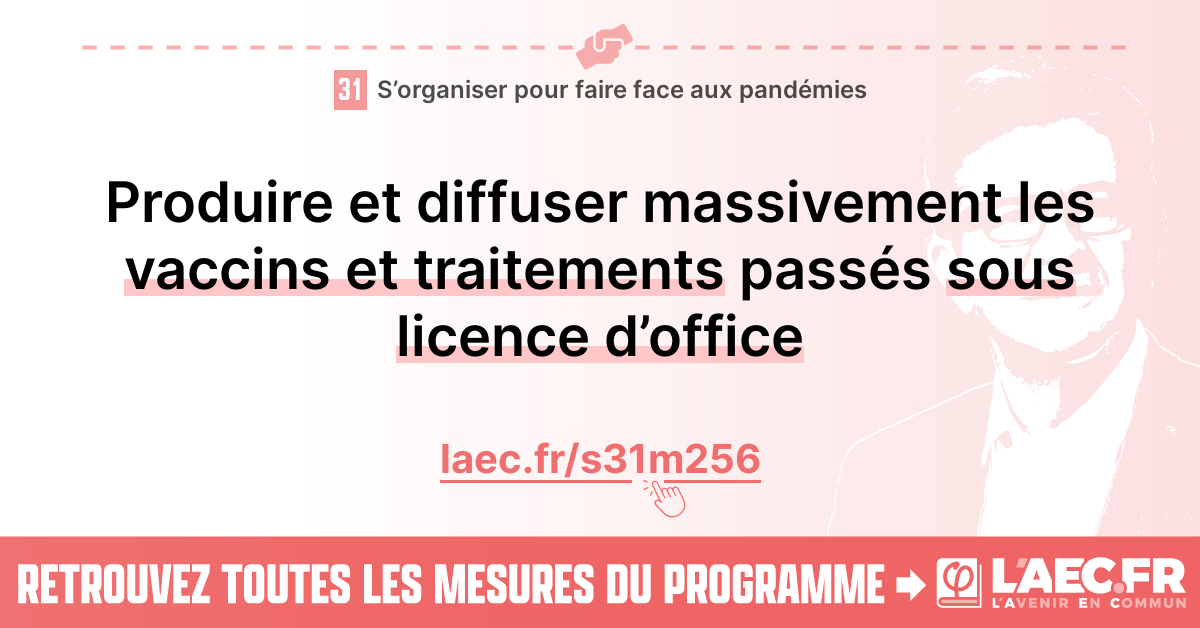 31 S’organiser pour faire face aux pandémies
Produire et diffuser massivement les
vaccins et traitements passés sous
licence d’office
laec.fr/s31m256
RETROUVEZ TOUTES LES MESURES DU PROGRAMME
φ L'AEC.FR
L'AVENIR EN COMMUN